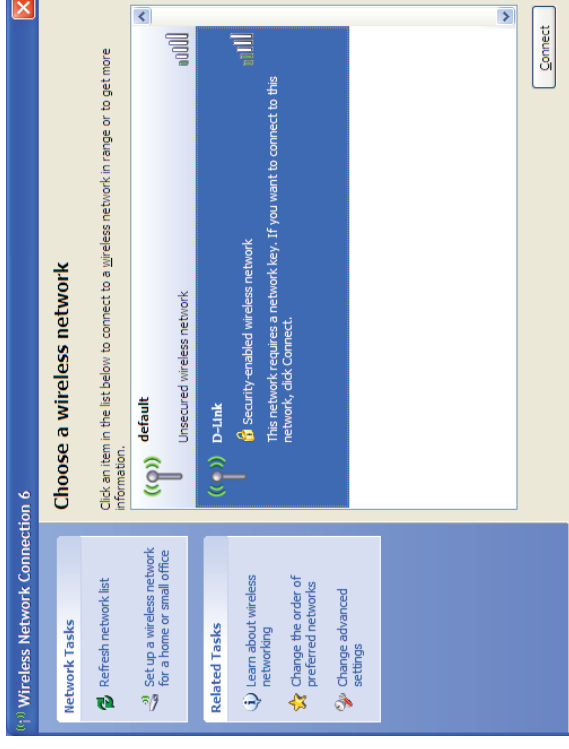 Wireless Network Connection 6
Network Tasks
Refresh network list
Set up a wireless network
for a home or small office
Related Tasks
Learn about wireless
networking
Change the order of
preferred networks
Change advanced
settings
Choose a wireless network
Click an item in the list below to connect to a wireless network in range or to get more
information.
default
Unsecured wireless network
D-Link
Security-enabled wireless network
This network requires a network key. If you want to connect to this
network, click Connect.
Connect